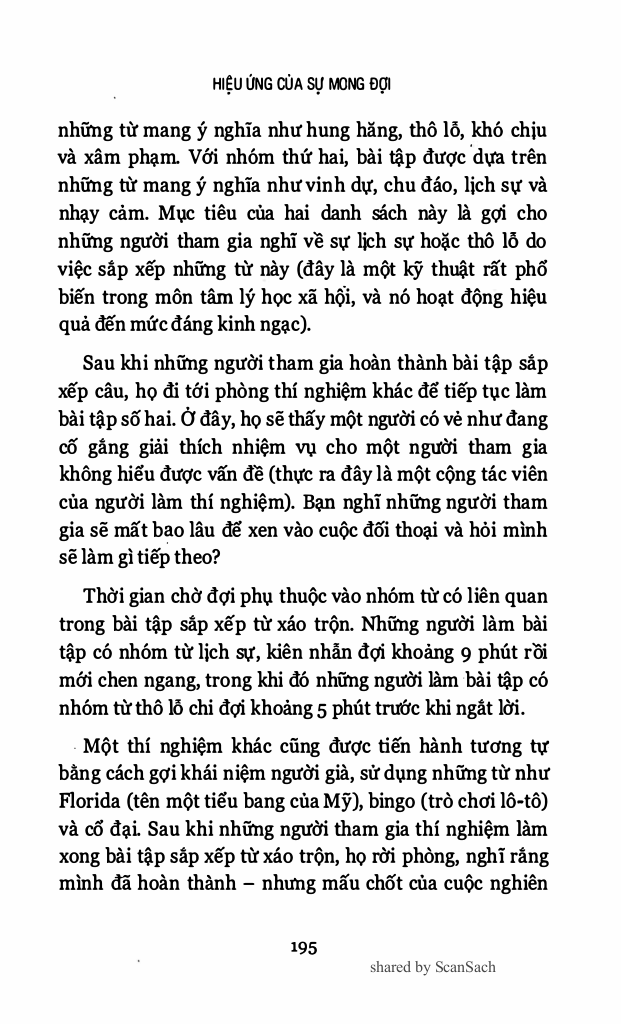 HIỆU ỨNG CỦA SỰ MONG ĐỢI
những từ mang ý nghĩa như hung hăng, thô lỗ, khó chịu
và xâm phạm. Với nhóm thứ hai, bài tập được dựa trên
những từ mang ý nghĩa như vinh dự, chu đáo, lịch sự và
nhạy cảm. Mục tiêu của hai danh sách này là gợi cho
những người tham gia nghĩ về sự lịch sự hoặc thô lỗ do
việc sắp xếp những từ này (đây là một kỹ thuật rất phổ
biến trong môn tâm lý học xã hội, và nó hoạt động hiệu
quả đến mức đáng kinh ngạc).
Sau khi những người tham gia hoàn thành bài tập sắp
xếp câu, họ đi tới phòng thí nghiệm khác để tiếp tục làm
bài tập số hai. Ở đây, họ sẽ thấy một người có vẻ như đang
cố gắng giải thích nhiệm vụ cho một người tham gia
không hiểu được vấn đề (thực ra đây là một cộng tác viên
của người làm thí nghiệm). Bạn nghĩ những người tham
gia sẽ mất bao lâu để xen vào cuộc đối thoại và hỏi mình
sẽ làm gì tiếp theo?
Thời gian chờ đợi phụ thuộc vào nhóm từ có liên quan
trong bài tập sắp xếp từ xáo trộn. Những người làm bài
tập có nhóm từ lịch sự, kiên nhẫn đợi khoảng 9 phút rồi
mới chen ngang, trong khi đó những người làm bài tập có
nhóm từ thô lỗ chỉ đợi khoảng 5 phút trước khi ngắt lời.
Một thí nghiệm khác cũng được tiến hành tương tự
bằng cách gợi khái niệm người già, sử dụng những từ như
Florida (tên một tiểu bang của Mỹ), bingo (trò chơi lô-tô)
và cổ đại. Sau khi những người tham gia thí nghiệm làm
xong bài tập sắp xếp từ xáo trộn, họ rời phòng, nghĩ rằng
mình đã hoàn thành – nhưng mấu chốt của cuộc nghiên
195
shared by ScanSach